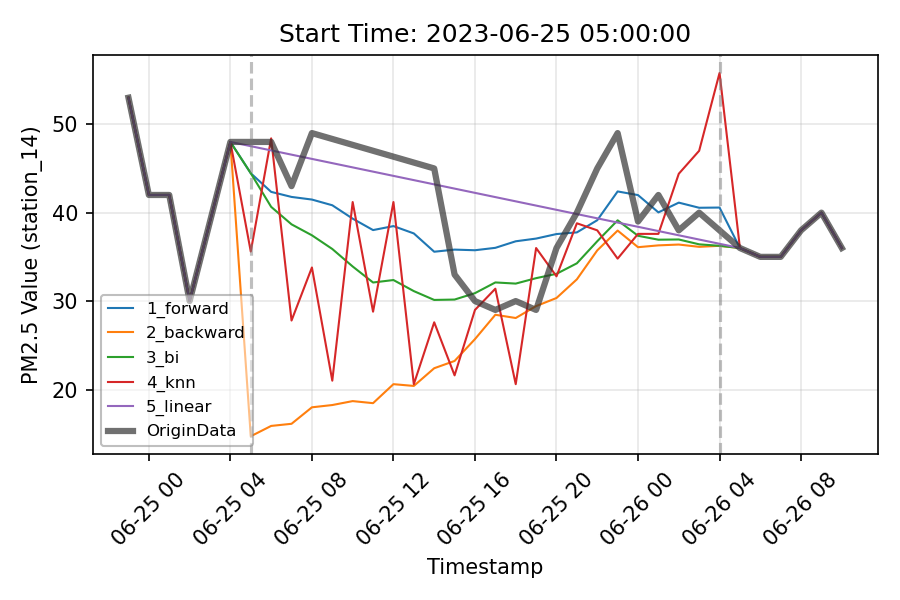 Start Time: 2023-06-25 05:00:00
PM2.5 Value (station_14)
50
40
30
20
1_forward
2_backward
3_bi
4_knn
5_linear
OriginData
06-25 00
06-25 04
06-25 08
06-25 12
06-25 16
06-25 20
06-26 00
06-26 04
06-26 08
Timestamp